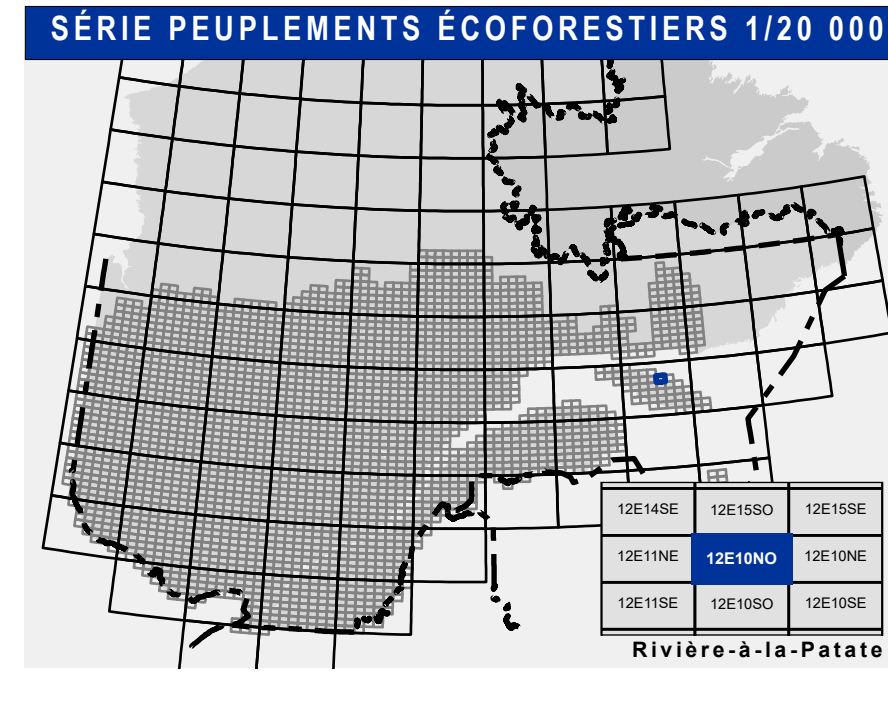 SÉRIE PEUPLEMENTS ÉCOFORESTIERS 1/20 000
12E14SE 12E15SO 12E15SE
12E11NE 12E10NO 12E10NE
12E11SE 12E10SO 12E10SE
Rivière-à-la-Patate